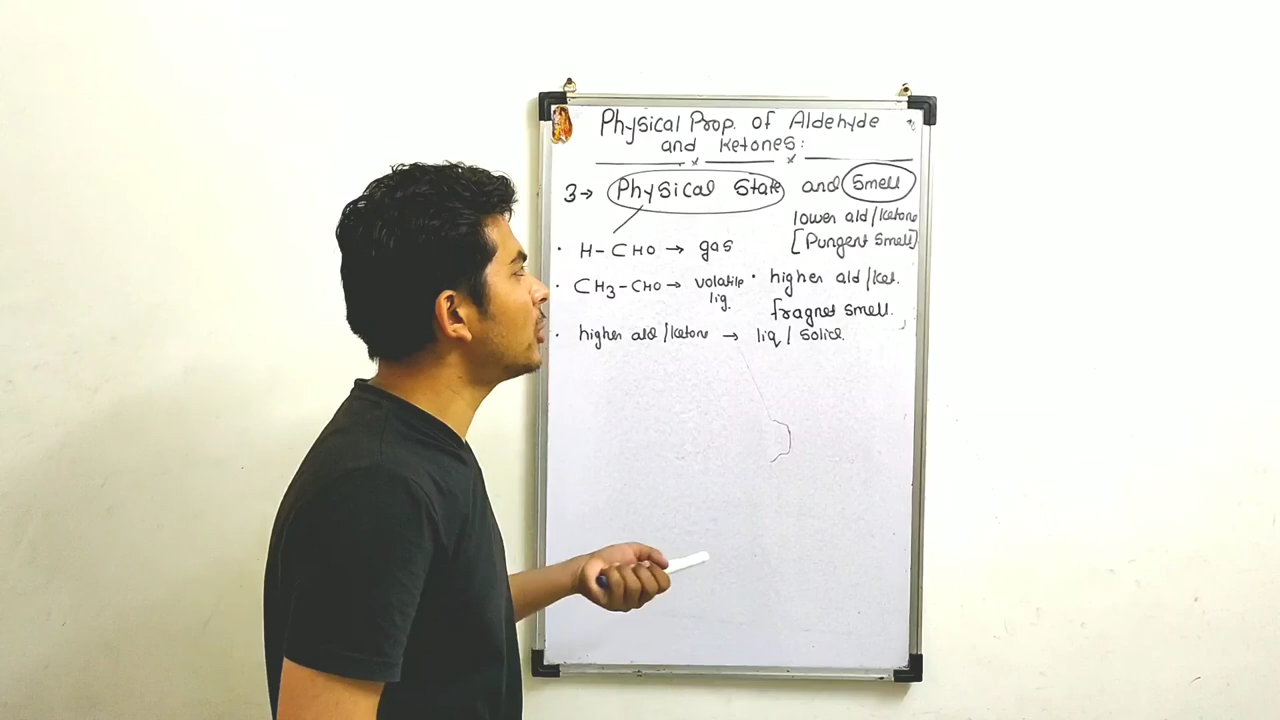 Physical Prop. of Aldehyde
and Ketones:
3→ Physical State and Smell
lower ald/Ketone
[Pungent Smell]
· H-CHO → gas
· CH3-CHO → volatile
liq.
· higher ald/ket.
fragnet smell.
· higher ald/Ketone → liq/Solid.